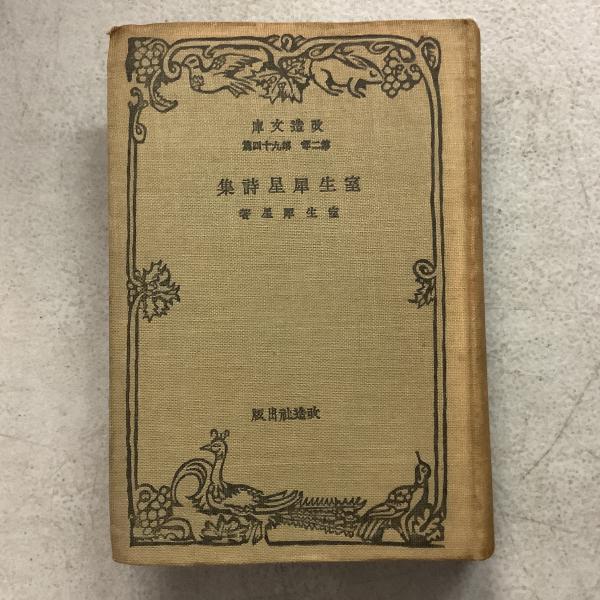 改造文庫
第二部 第九十四篇
室生犀星詩集
室生犀星著
改造社出版